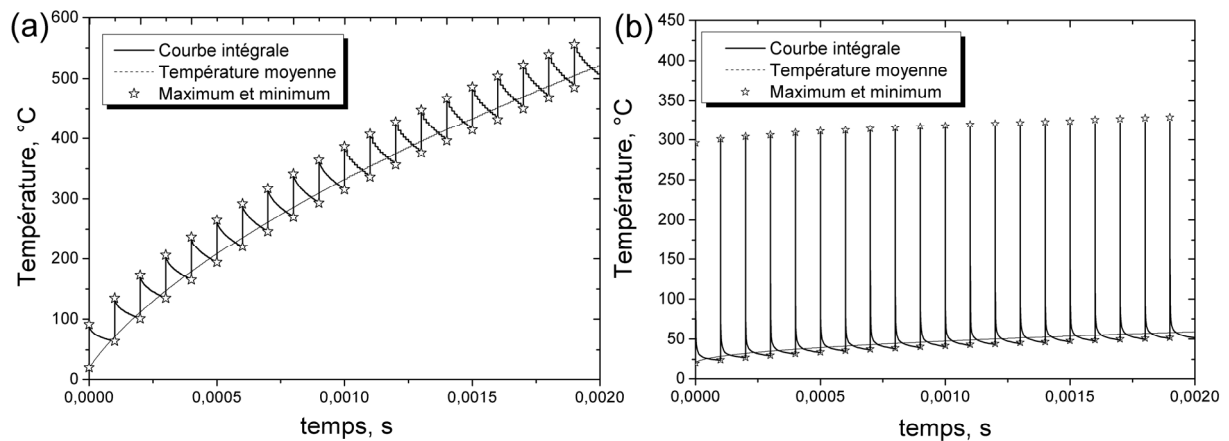 (a)
600
500
400
300
200
100
0
Température, °C
Courbe intégrale
Température moyenne
Maximum et minimum
0,0000
0,0005
0,0010
0,0015
0,0020
temps, s
(b)
450
400
350
300
250
200
150
100
50
0
Température, °C
Courbe intégrale
Température moyenne
Maximum et minimum
0,0000
0,0005
0,0010
0,0015
0,0020
temps, s